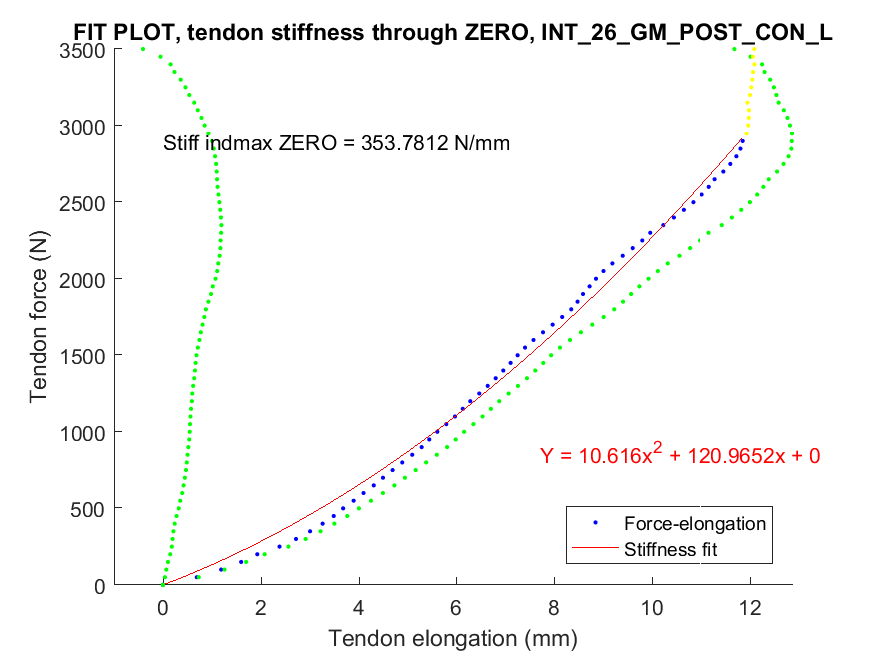 FIT PLOT, tendon stiffness through ZERO, INT_26_GM_POST_CON_L
3500
Stiff indmax ZERO = 353.7812 N/mm
3000
2500
2000
1500
1000
500
0
Tendon force (N)
Y = 10.616x² + 120.9652x + 0
Force-elongation
Stiffness fit
0 2 4 6 8 10 12
Tendon elongation (mm)